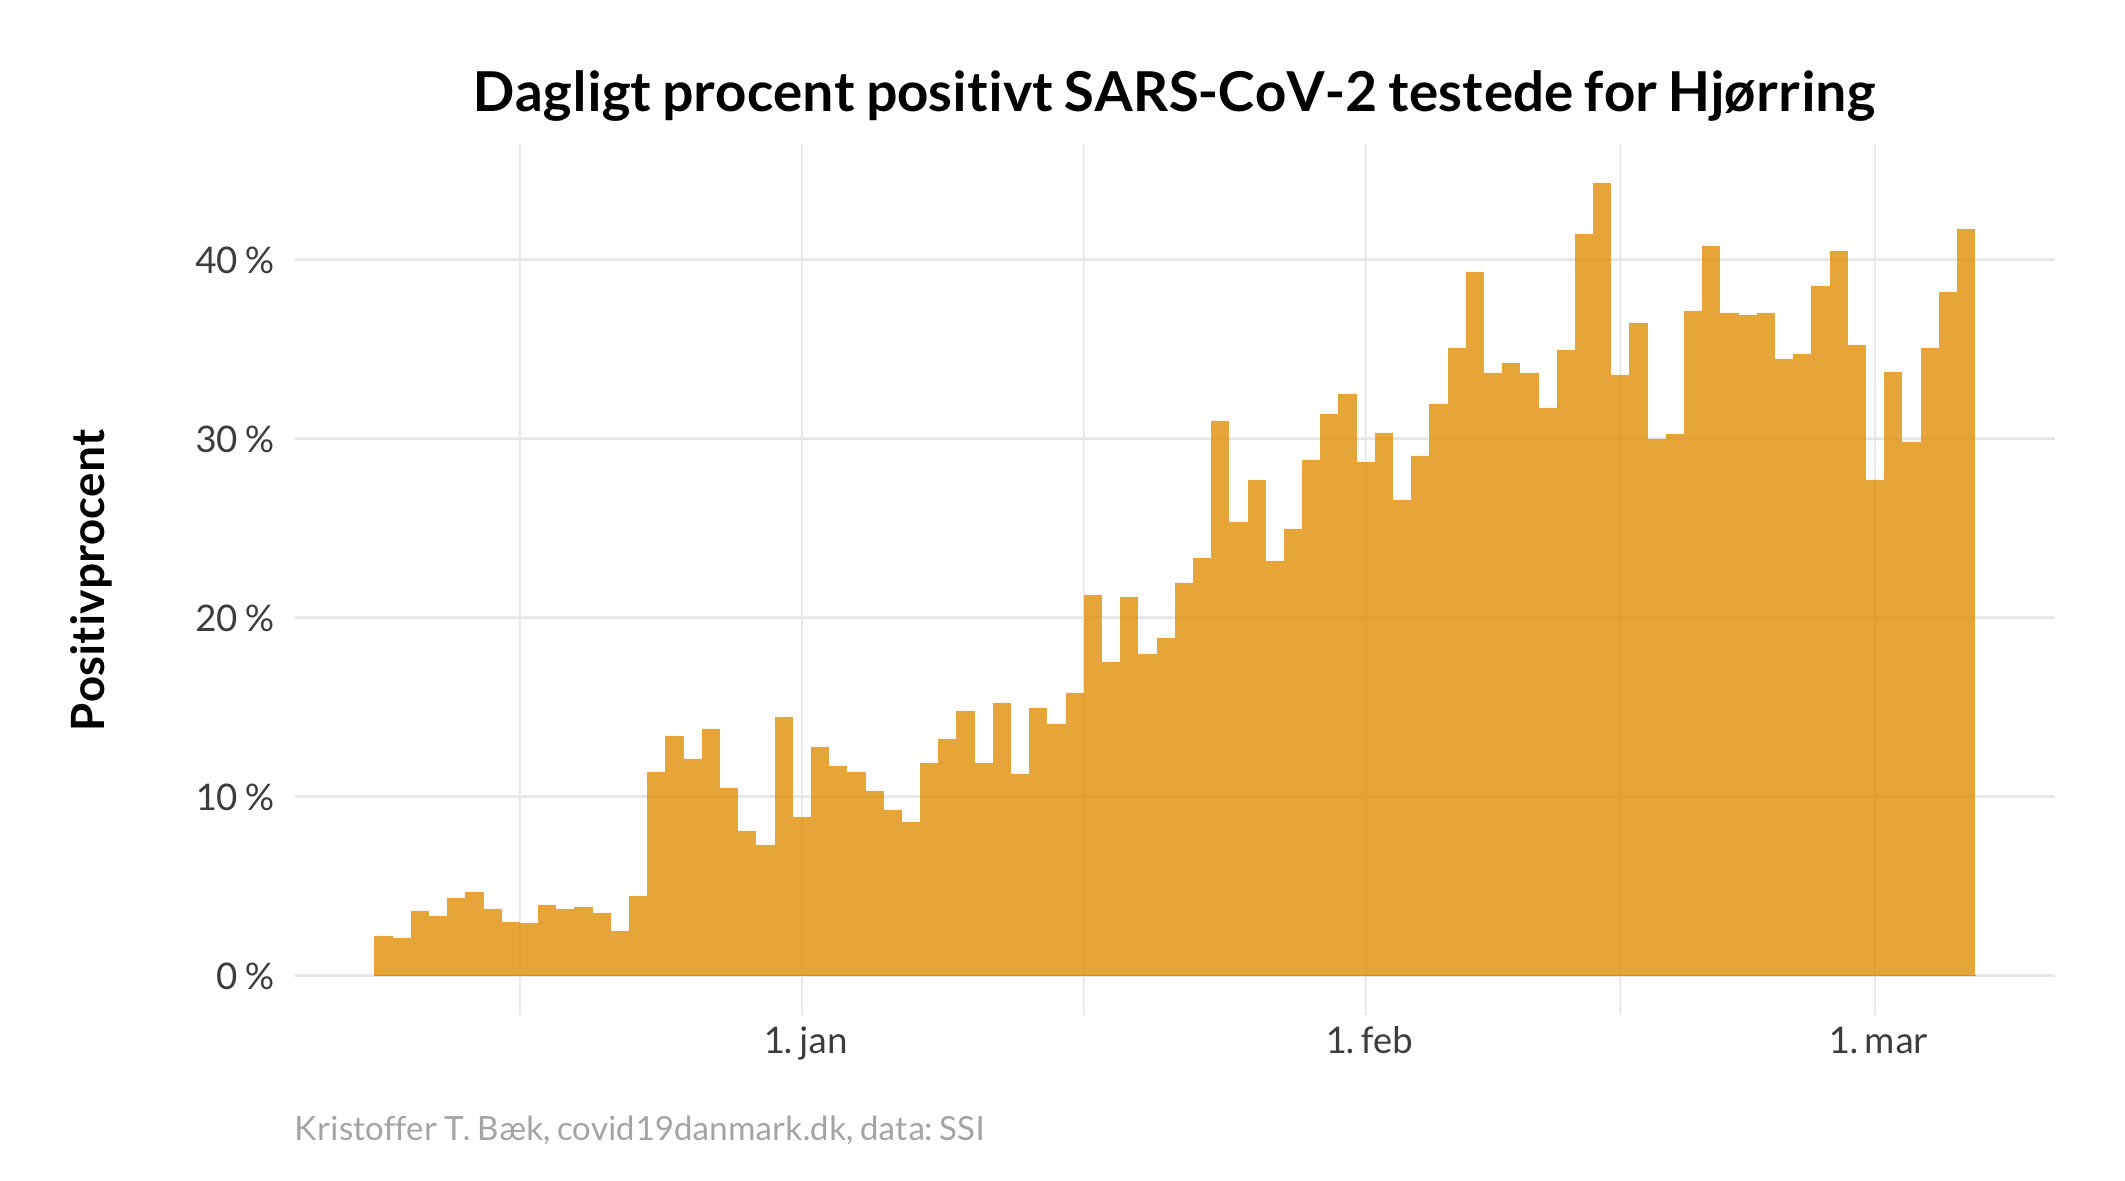 Dagligt procent positivt SARS-CoV-2 testede for Hjørring
Positivprocent
40 %
30 %
20 %
10 %
0 %
1. jan
1. feb
1. mar
Kristoffer T. Bæk, covid19danmark.dk, data: SSI